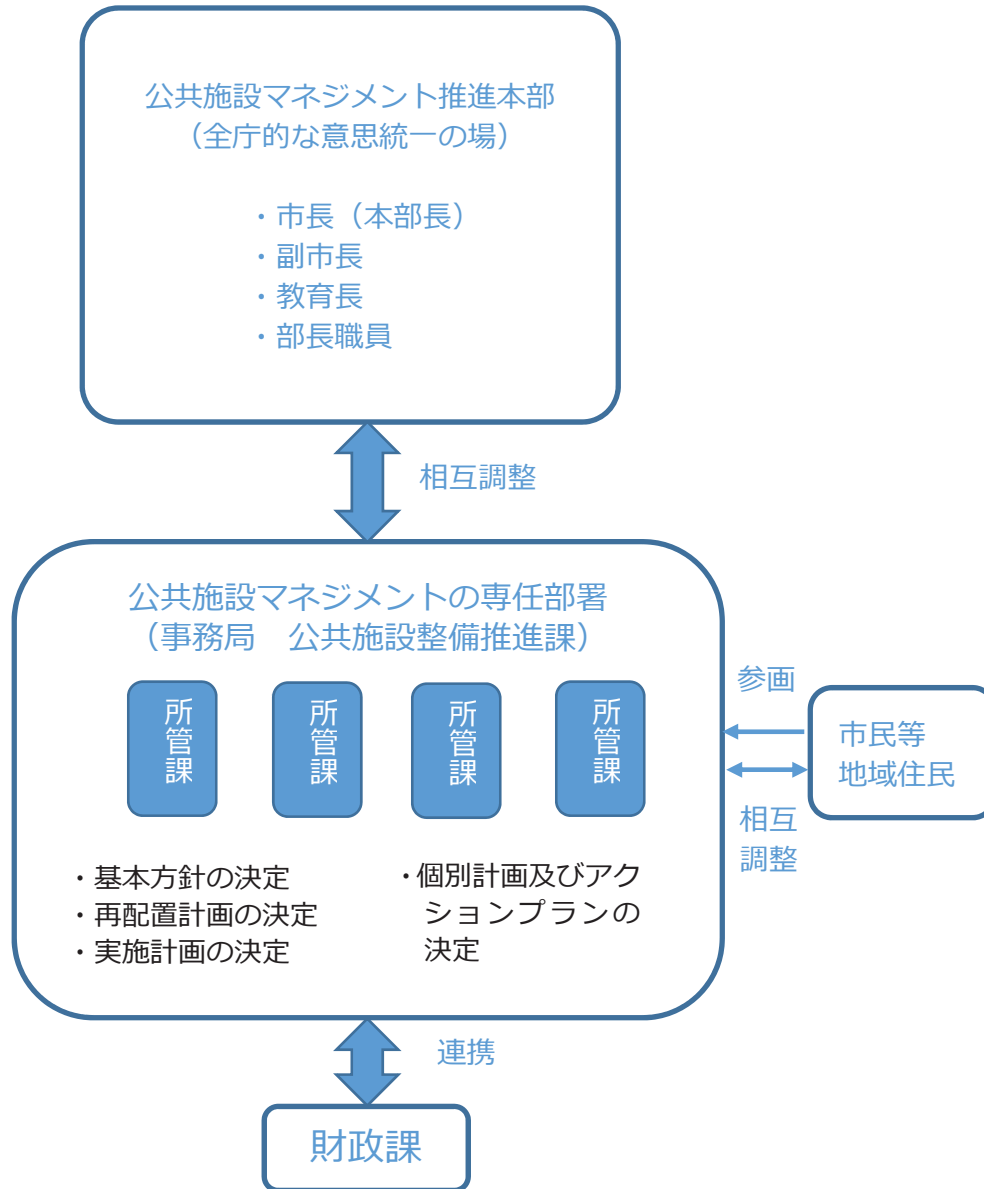 公共施設マネジメント推進本部
（全庁的な意思統一の場）
・市長（本部長）
・副市長
・教育長
・部長職員
相互調整
公共施設マネジメントの専任部署
（事務局　公共施設整備推進課）
所管課
所管課
所管課
所管課
・基本方針の決定
・再配置計画の決定
・実施計画の決定
・個別計画及びアク
ションプランの
決定
参画
市民等
地域住民
相互
調整
連携
財政課